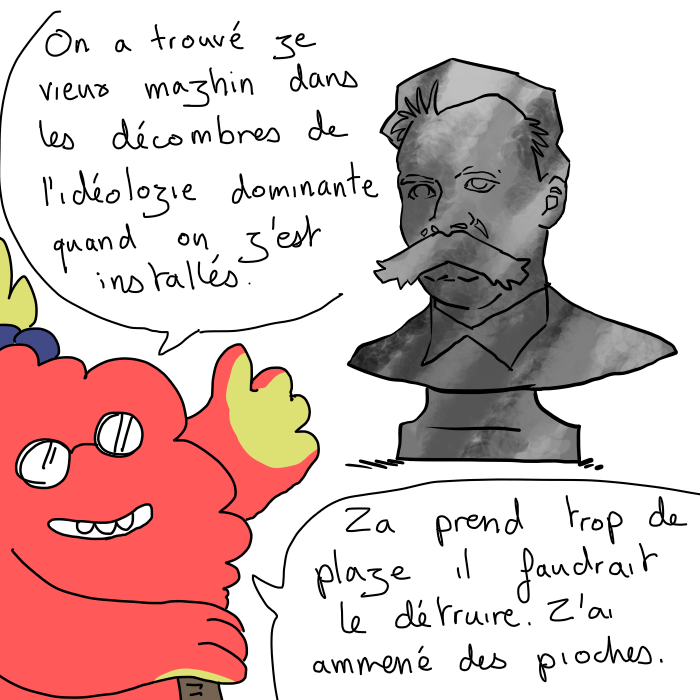 On a trouvé ze
vieux mazhin dans
les décombres de
l'idéolozie dominante
quand on z'est
installés.
Za prend trop de
plaze il faudrait
le détruire. Z'ai
ammené des pioches.